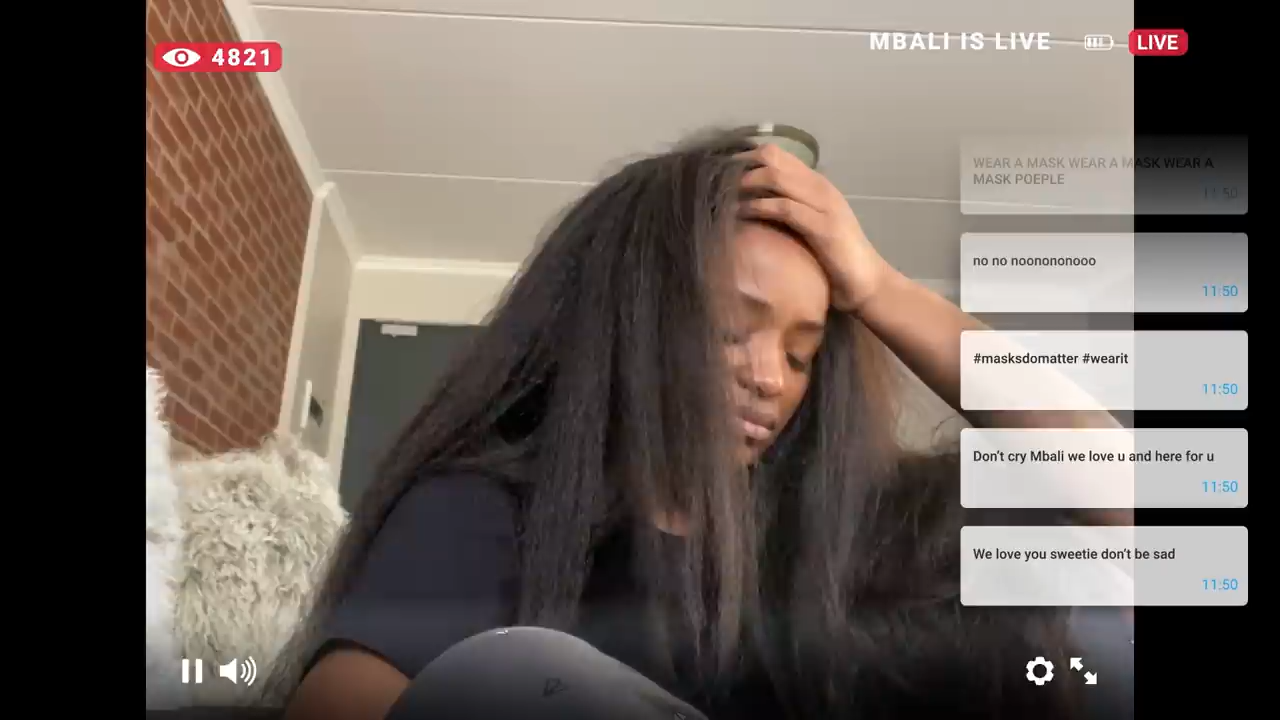 4821
MBALI IS LIVE
LIVE
WEAR A MASK WEAR A MASK WEAR A
MASK POEPLE
11:50
no no noonononooo
11:50
#masksdomatter #wearit
11:50
Don't cry Mbali we love u and here for u
11:50
We love you sweetie don't be sad
11:50